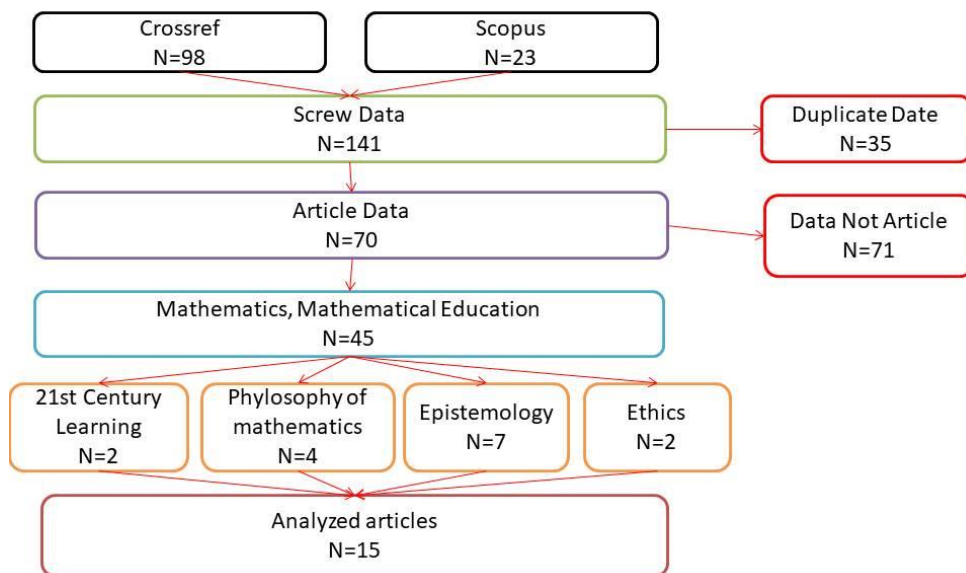 Crossref
N=98
Scopus
N=23
Screw Data
N=141
Duplicate Date
N=35
Article Data
N=70
Data Not Article
N=71
Mathematics, Mathematical Education
N=45
21st Century
Learning
N=2
Phylosophy of
mathematics
N=4
Epistemology
N=7
Ethics
N=2
Analyzed articles
N=15